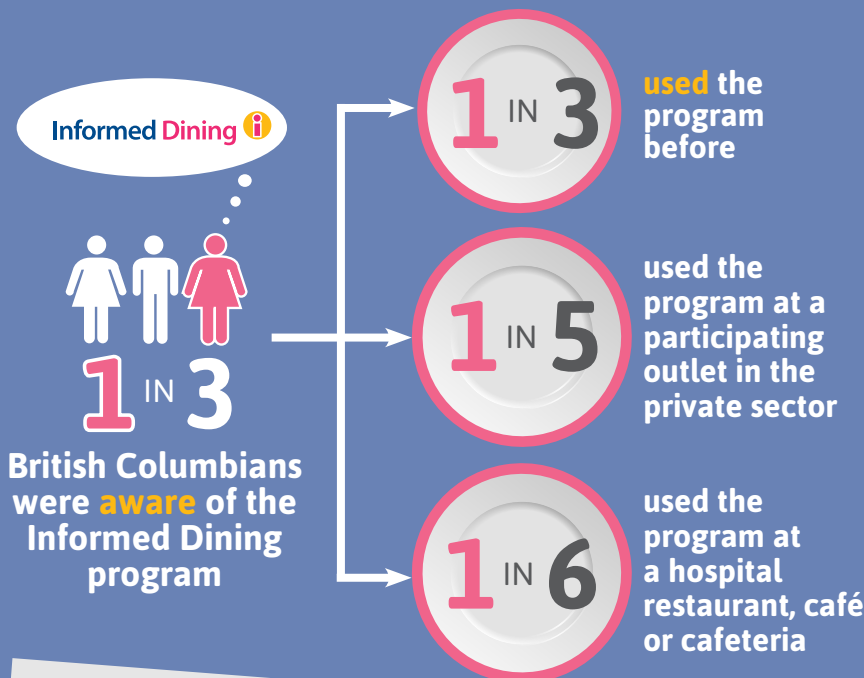 Informed Dining i
1 IN 3
British Columbians
were aware of the
Informed Dining
program
1 IN 3
used the
program
before
1 IN 5
used the
program at a
participating
outlet in the
private sector
1 IN 6
used the
program at
a hospital
restaurant, café
or cafeteria